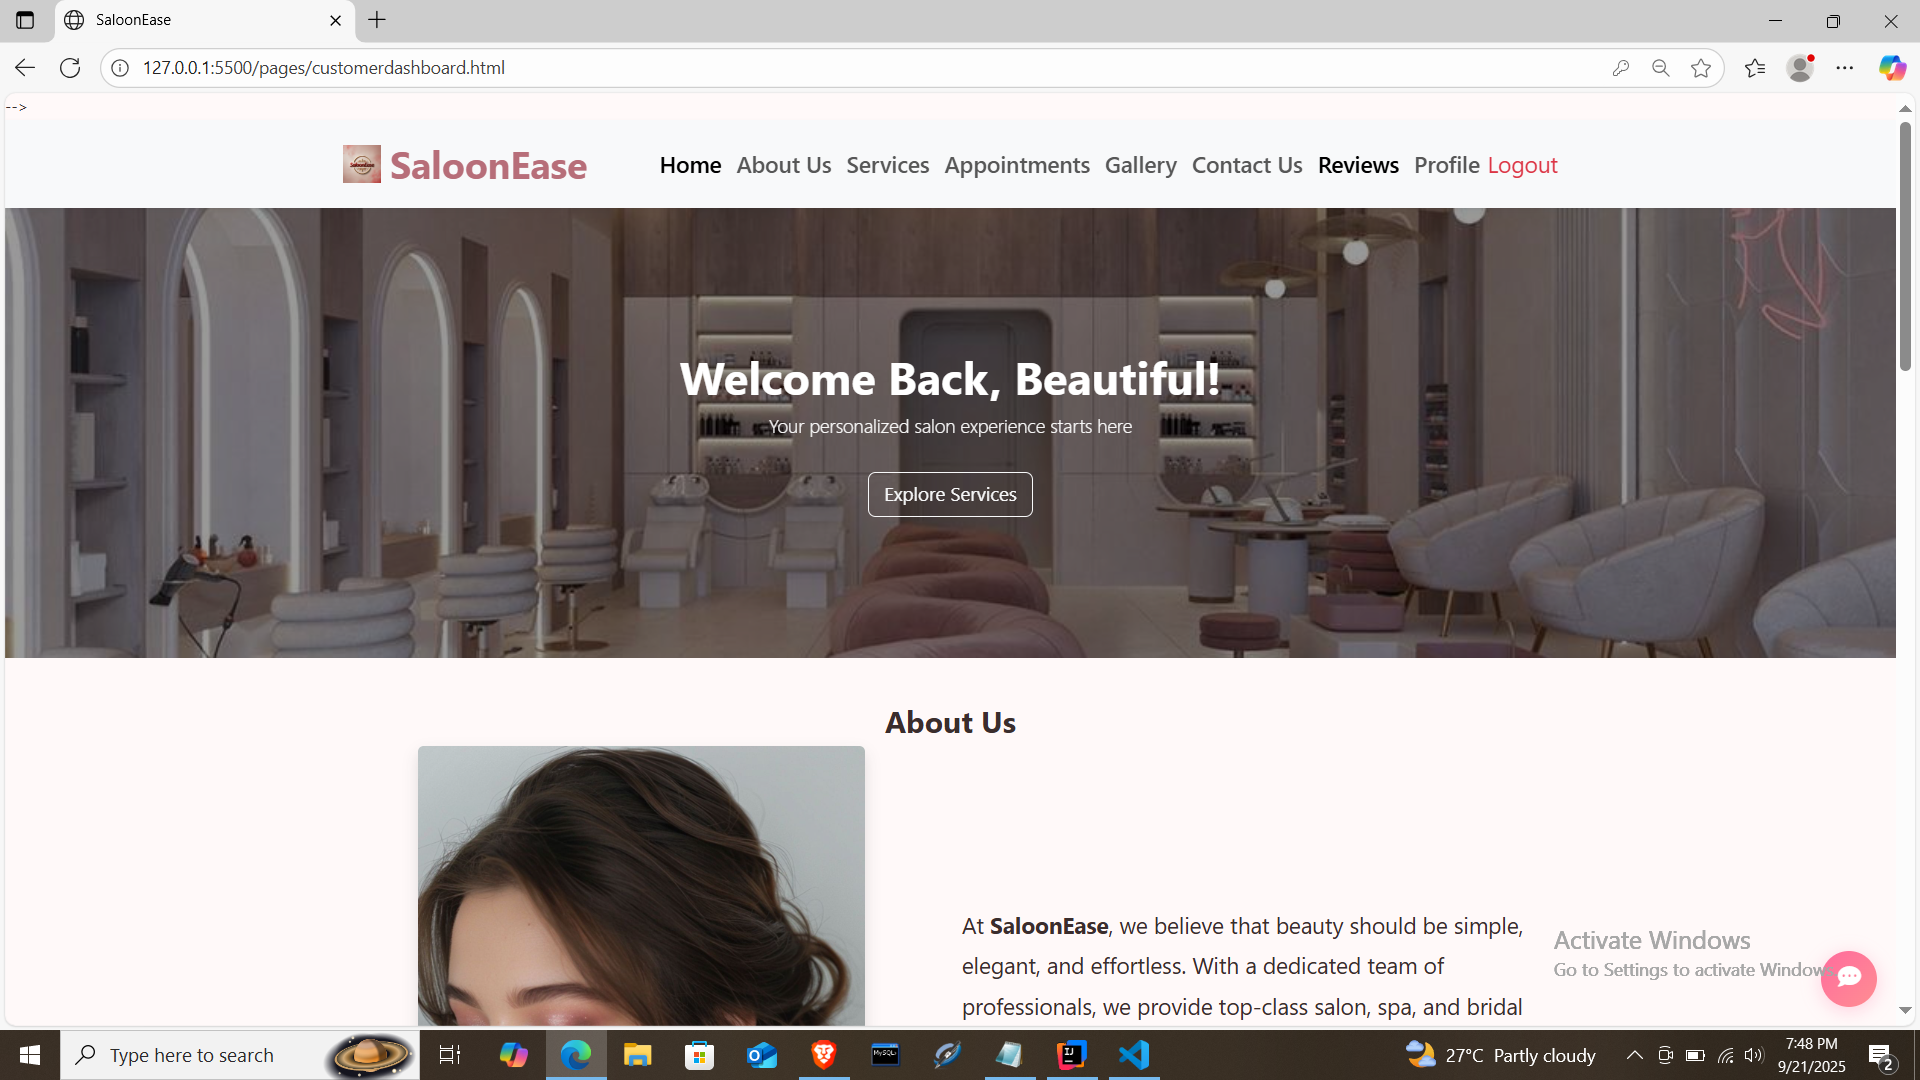 SaloonEase
127.0.0.1:5500/pages/customerdashboard.html
-->
SaloonEase Home About Us Services Appointments Gallery Contact Us Reviews Profile Logout
Welcome Back, Beautiful!
Your personalized salon experience starts here
Explore Services
About Us
At SaloonEase, we believe that beauty should be simple,
elegant, and effortless. With a dedicated team of
professionals, we provide top-class salon, spa, and bridal
Activate Windows
Go to Settings to activate Windows
Type here to search
27°C Partly cloudy
7:48 PM
9/21/2025
2